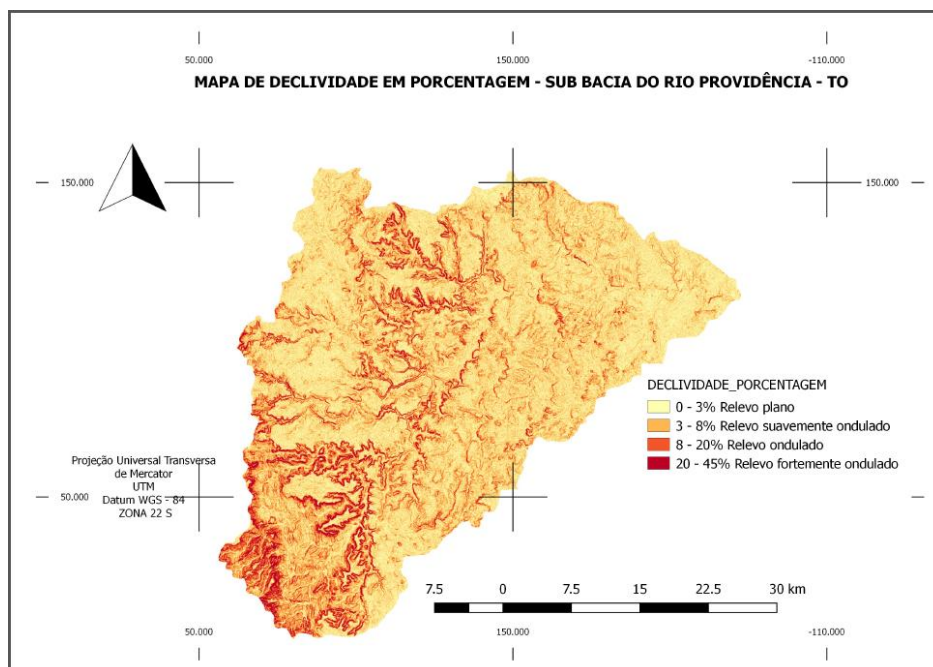 50.000
150.000
-110.000
MAPA DE DECLIVIDADE EM PORCENTAGEM - SUB BACIA DO RIO PROVIDÊNCIA - TO
150.000
150.000
DECLIVIDADE_PORCENTAGEM
0 - 3% Relevo plano
3 - 8% Relevo suavemente ondulado
8 - 20% Relevo ondulado
20 - 45% Relevo fortemente ondulado
Projeção Universal Transversa
de Mercator
UTM
Datum WGS - 84
ZONA 22 S
50.000
50.000
7.5
0
7.5
15
22.5
30 km
50.000
150.000
-110.000